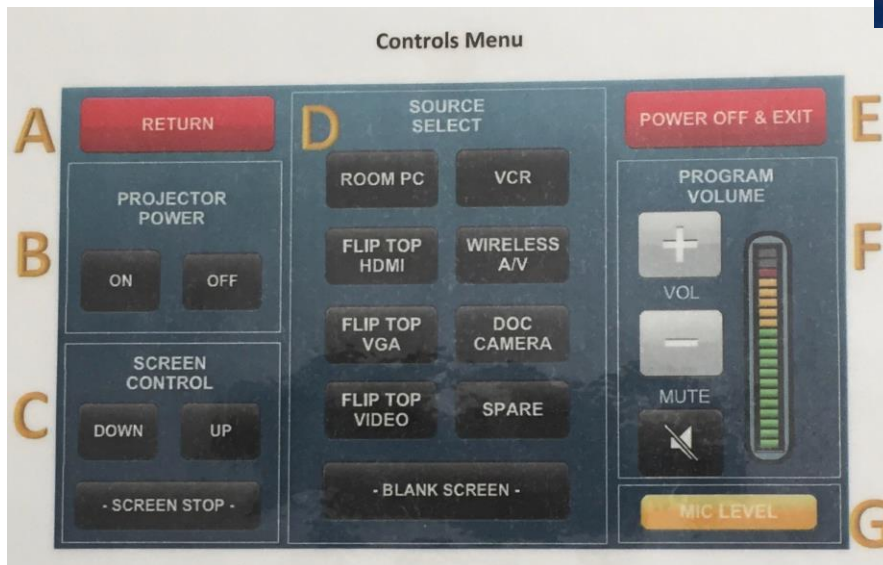 Controls Menu
A
RETURN
B
PROJECTOR
POWER
ON OFF
C
SCREEN
CONTROL
DOWN UP
- SCREEN STOP -
D
SOURCE
SELECT
ROOM PC VCR
FLIP TOP
HDMI
WIRELESS
A/V
FLIP TOP
VGA
DOC
CAMERA
FLIP TOP
VIDEO
SPARE
- BLANK SCREEN -
E
POWER OFF & EXIT
F
PROGRAM
VOLUME
+
VOL
−
MUTE
G
MIC LEVEL